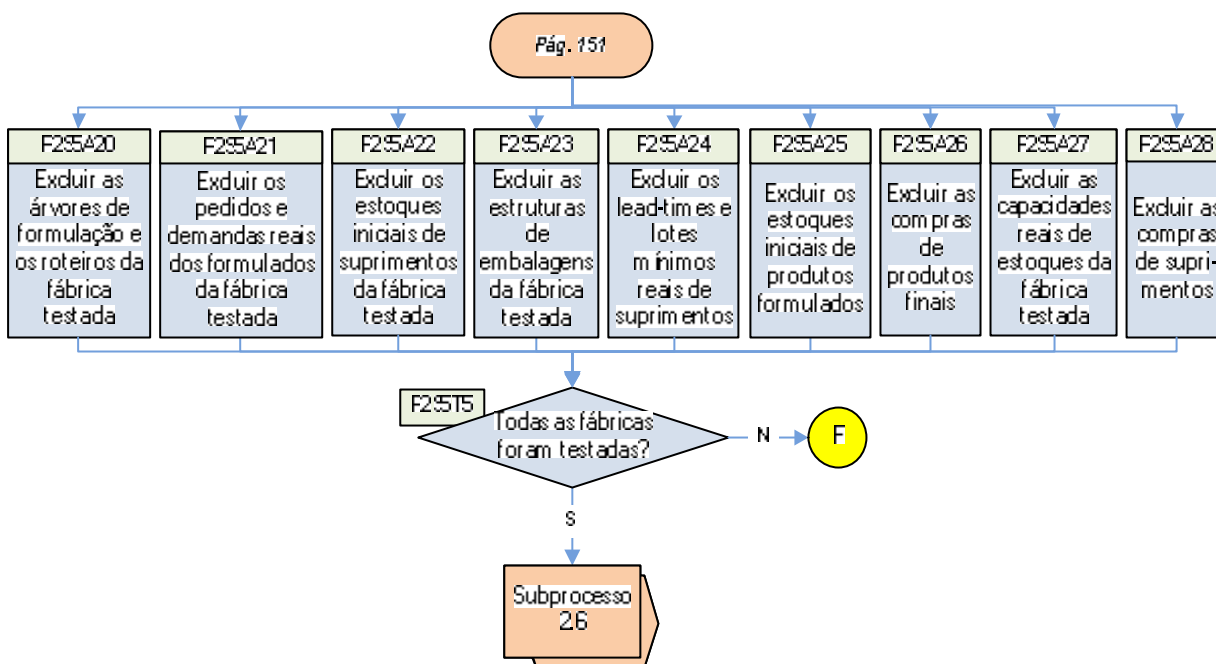 Pág. 151
F2S5A20
Excluir as
árvores de
formulação e
os roteiros da
fábrica
testada
F2S5A21
Excluir os
pedidos e
demandas reais
dos formulados
da fábrica
testada
F2S5A22
Excluir os
estoques
iniciais de
suprimentos
da fábrica
testada
F2S5A23
Excluir as
estruturas
de
embalagens
da fábrica
testada
F2S5A24
Excluir os
lead-times e
lotes
mínimos
reais de
suprimentos
F2S5A25
Excluir os
estoques
iniciais de
produtos
formulados
F2S5A26
Excluir as
compras
de
produtos
finais
F2S5A27
Excluir as
capacidades
reais de
estoques da
fábrica
testada
F2S5A28
Excluir as
compras
de supri-
mentos
F2S5T5
Todas as fábricas
foram testadas?
N
F
S
Subprocesso
2.6